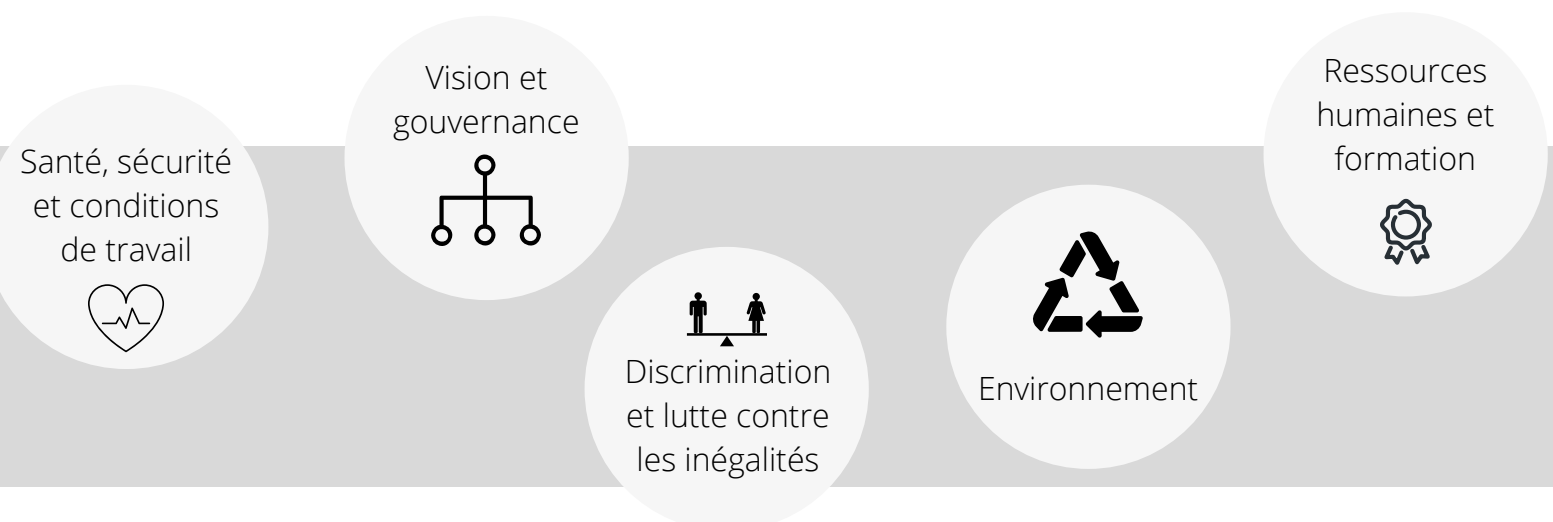 Santé, sécurité
et conditions
de travail
Vision et
gouvernance
Discrimination
et lutte contre
les inégalités
Environnement
Ressources
humaines et
formation